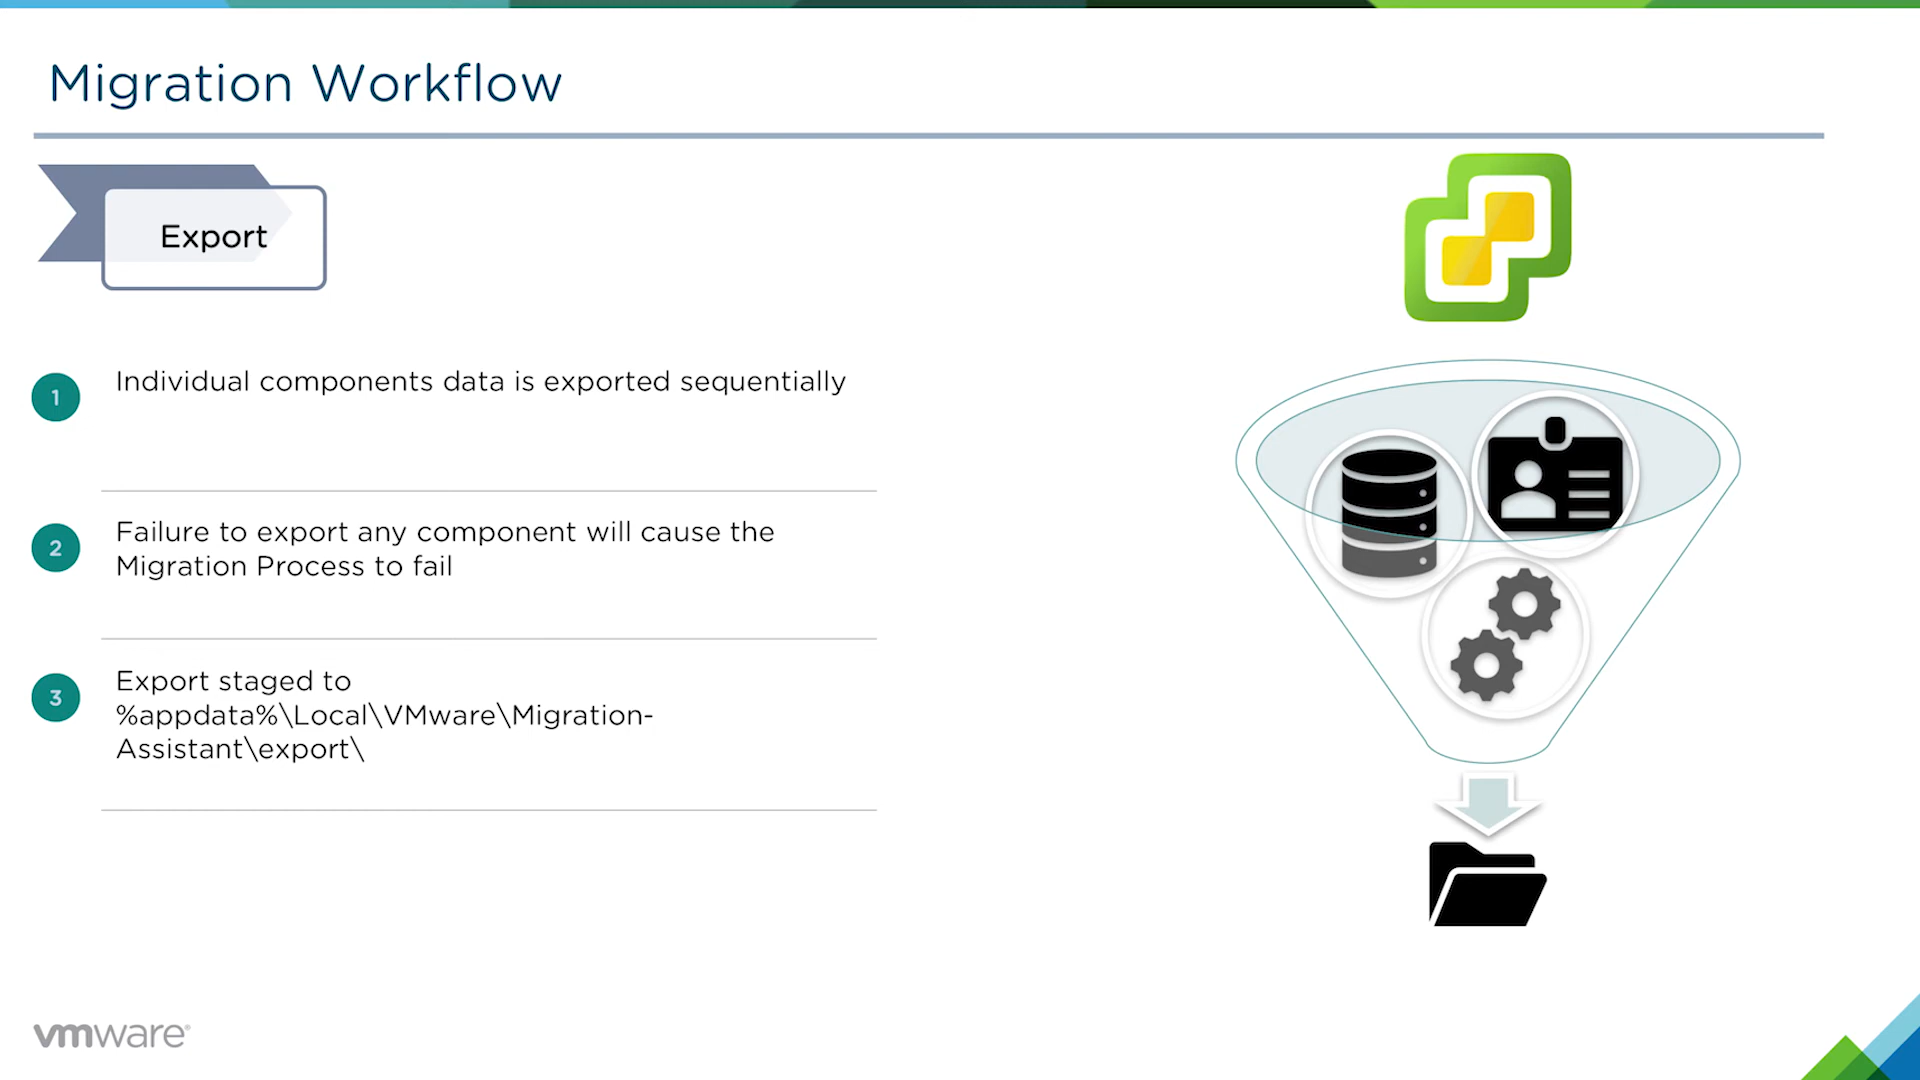 Migration Workflow
Export
1
Individual components data is exported sequentially
2
Failure to export any component will cause the
Migration Process to fail
3
Export staged to
%appdata%\Local\VMware\Migration-
Assistant\export\
vmware®